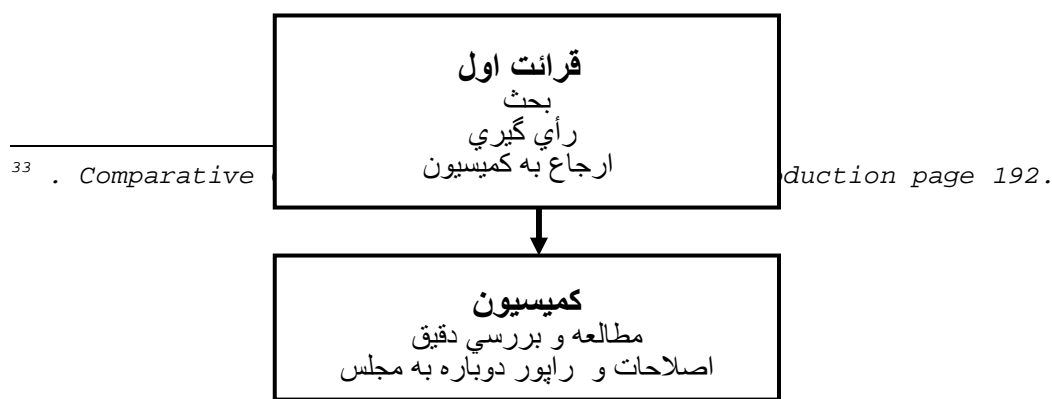 قرائت اول
بحث
رأي گيري
ارجاع به كميسيون
33 . Comparative duction page 192.
كميسيون
مطالعه و بررسي دقيق
اصلاحات و راپور دوباره به مجلس